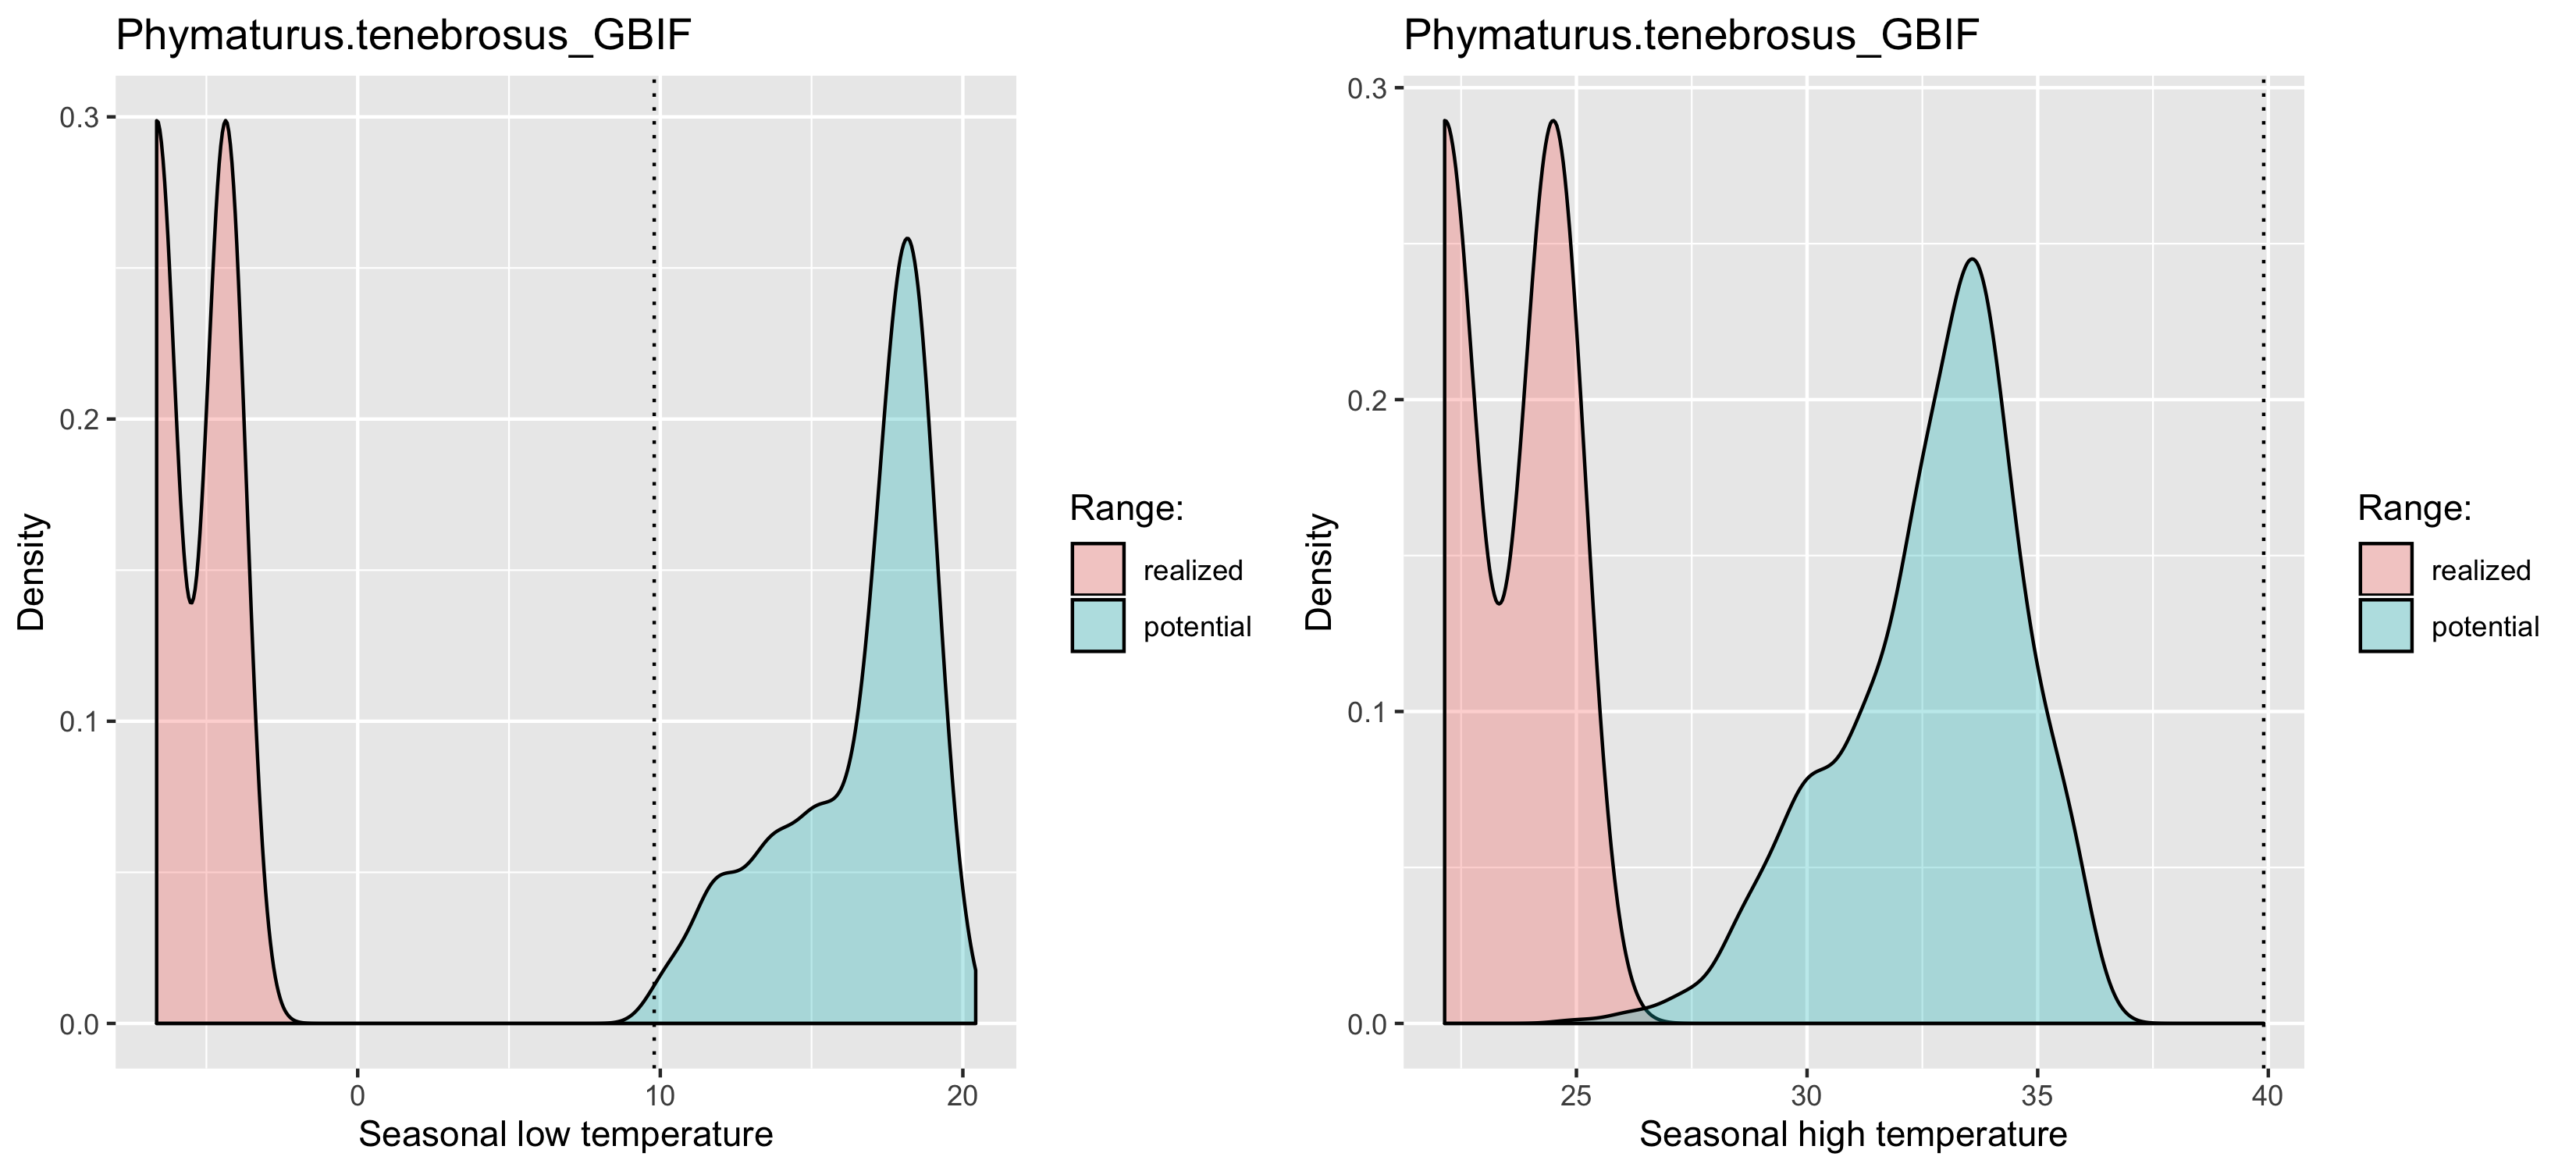 Phymaturus.tenebrosus_GBIF
0.3
0.2
0.1
0.0
Density
0
10
20
Seasonal low temperature
Range:
realized
potential
Phymaturus.tenebrosus_GBIF
0.3
0.2
0.1
0.0
Density
25
30
35
40
Seasonal high temperature
Range:
realized
potential